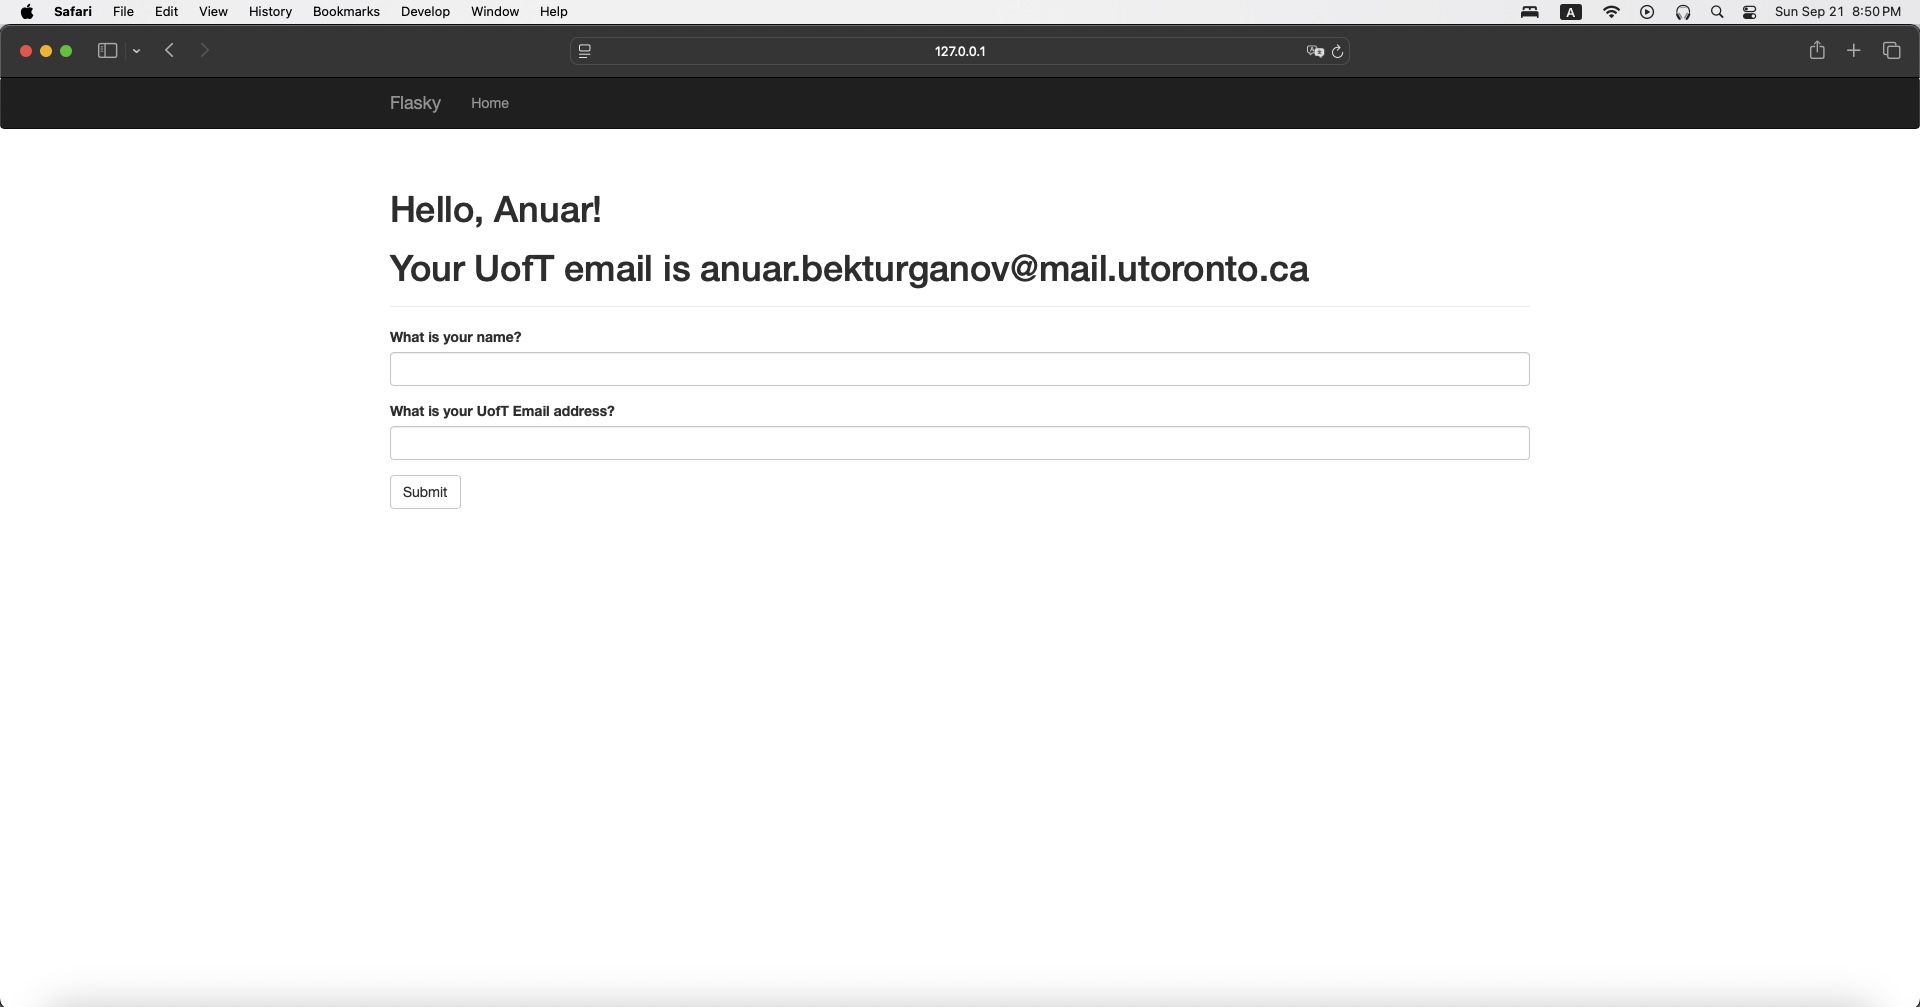 Safari File Edit View History Bookmarks Develop Window Help A Sun Sep 21 8:50 PM
127.0.0.1
Flasky Home
Hello, Anuar!
Your UofT email is anuar.bekturganov@mail.utoronto.ca
What is your name?
What is your UofT Email address?
Submit